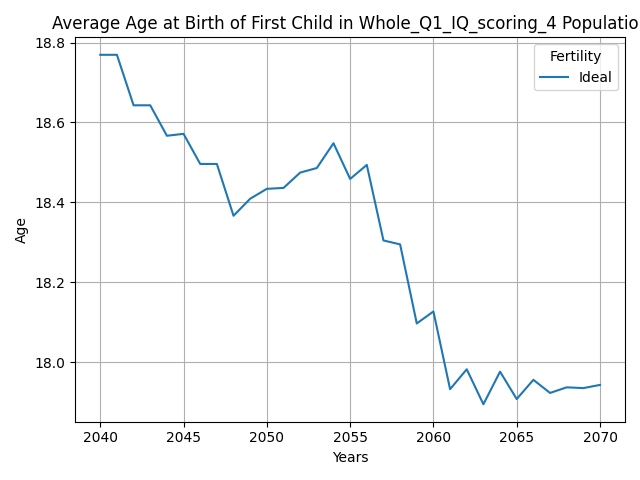 Average Age at Birth of First Child in Whole_Q1_IQ_scoring_4 Populatio
Fertility
Ideal
18.8
18.6
18.4
18.2
18.0
Age
2040 2045 2050 2055 2060 2065 2070
Years